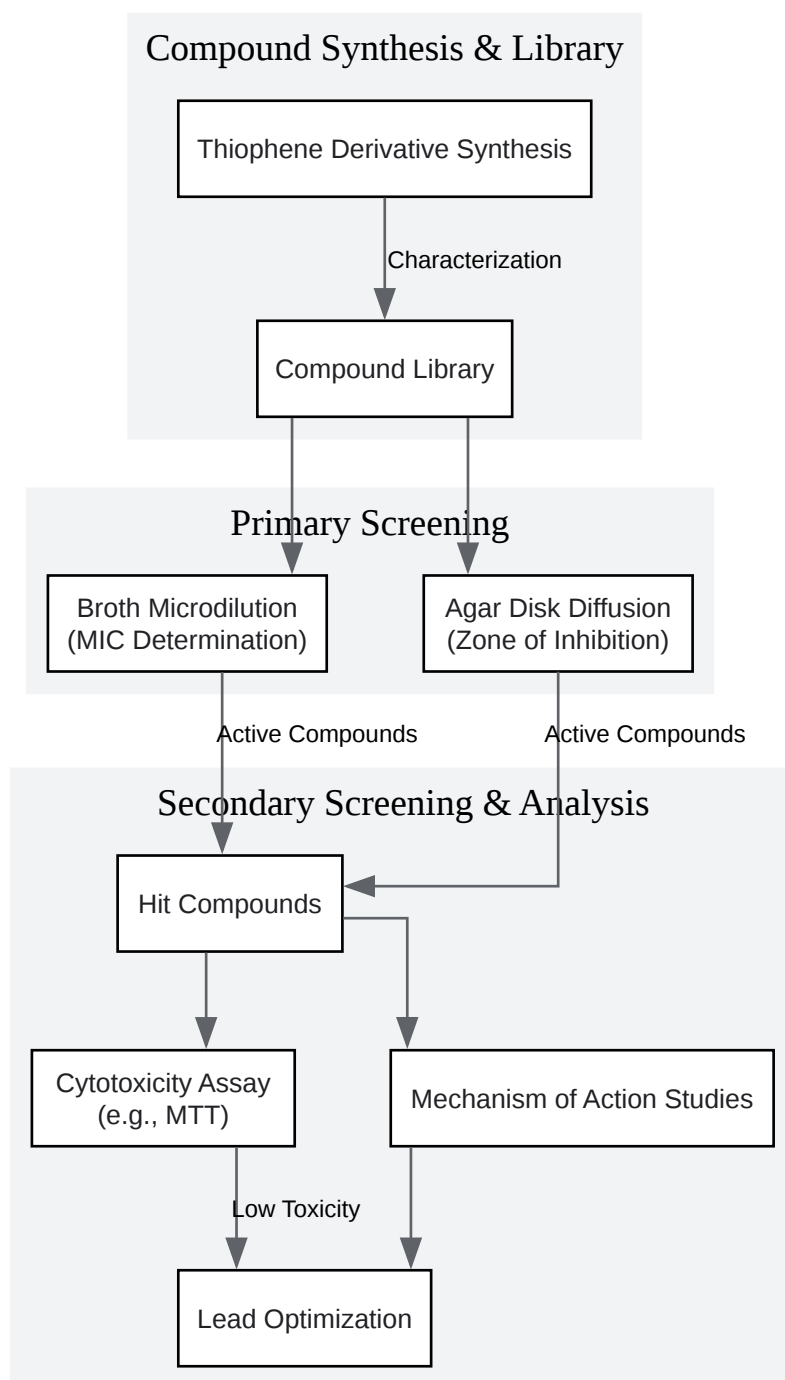 Compound Synthesis & Library
Thiophene Derivative Synthesis
Characterization
Compound Library
Primary Screening
Broth Microdilution
(MIC Determination)
Agar Disk Diffusion
(Zone of Inhibition)
Active Compounds
Active Compounds
Secondary Screening & Analysis
Hit Compounds
Cytotoxicity Assay
(e.g., MTT)
Mechanism of Action Studies
Low Toxicity
Lead Optimization